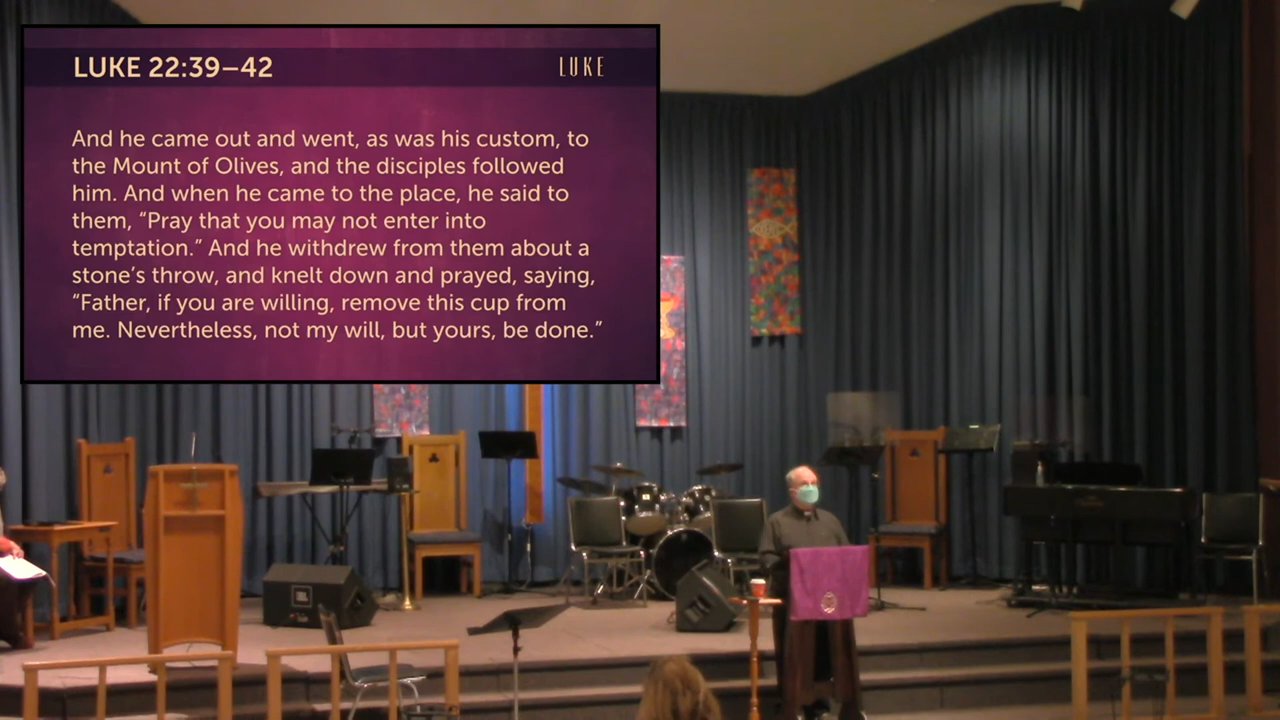 LUKE 22:39–42
LUKE
And he came out and went, as was his custom, to
the Mount of Olives, and the disciples followed
him. And when he came to the place, he said to
them, “Pray that you may not enter into
temptation.” And he withdrew from them about a
stone’s throw, and knelt down and prayed, saying,
“Father, if you are willing, remove this cup from
me. Nevertheless, not my will, but yours, be done.”
JBL